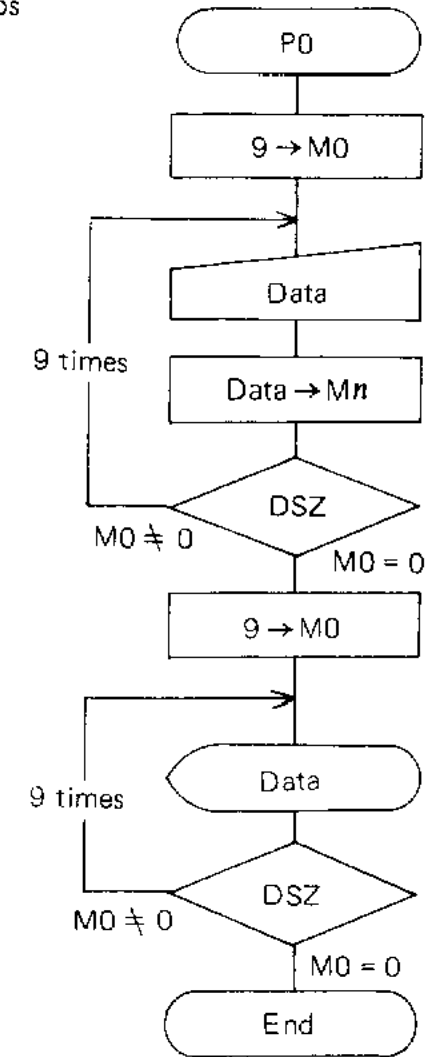 P0
9 → M0
Data
9 times
Data → Mn
DSZ
M0 ≠ 0
M0 = 0
9 → M0
Data
9 times
DSZ
M0 ≠ 0
M0 = 0
End